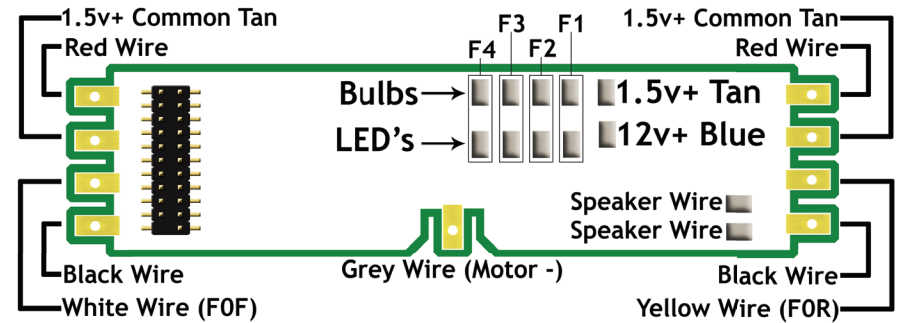 1.5v+ Common Tan
Red Wire
F4
F3
F2
F1
1.5v+ Common Tan
Red Wire
Bulbs
1.5v+ Tan
LED's
12v+ Blue
Speaker Wire
Speaker Wire
Grey Wire (Motor -)
Black Wire
White Wire (F0F)
Black Wire
Yellow Wire (F0R)